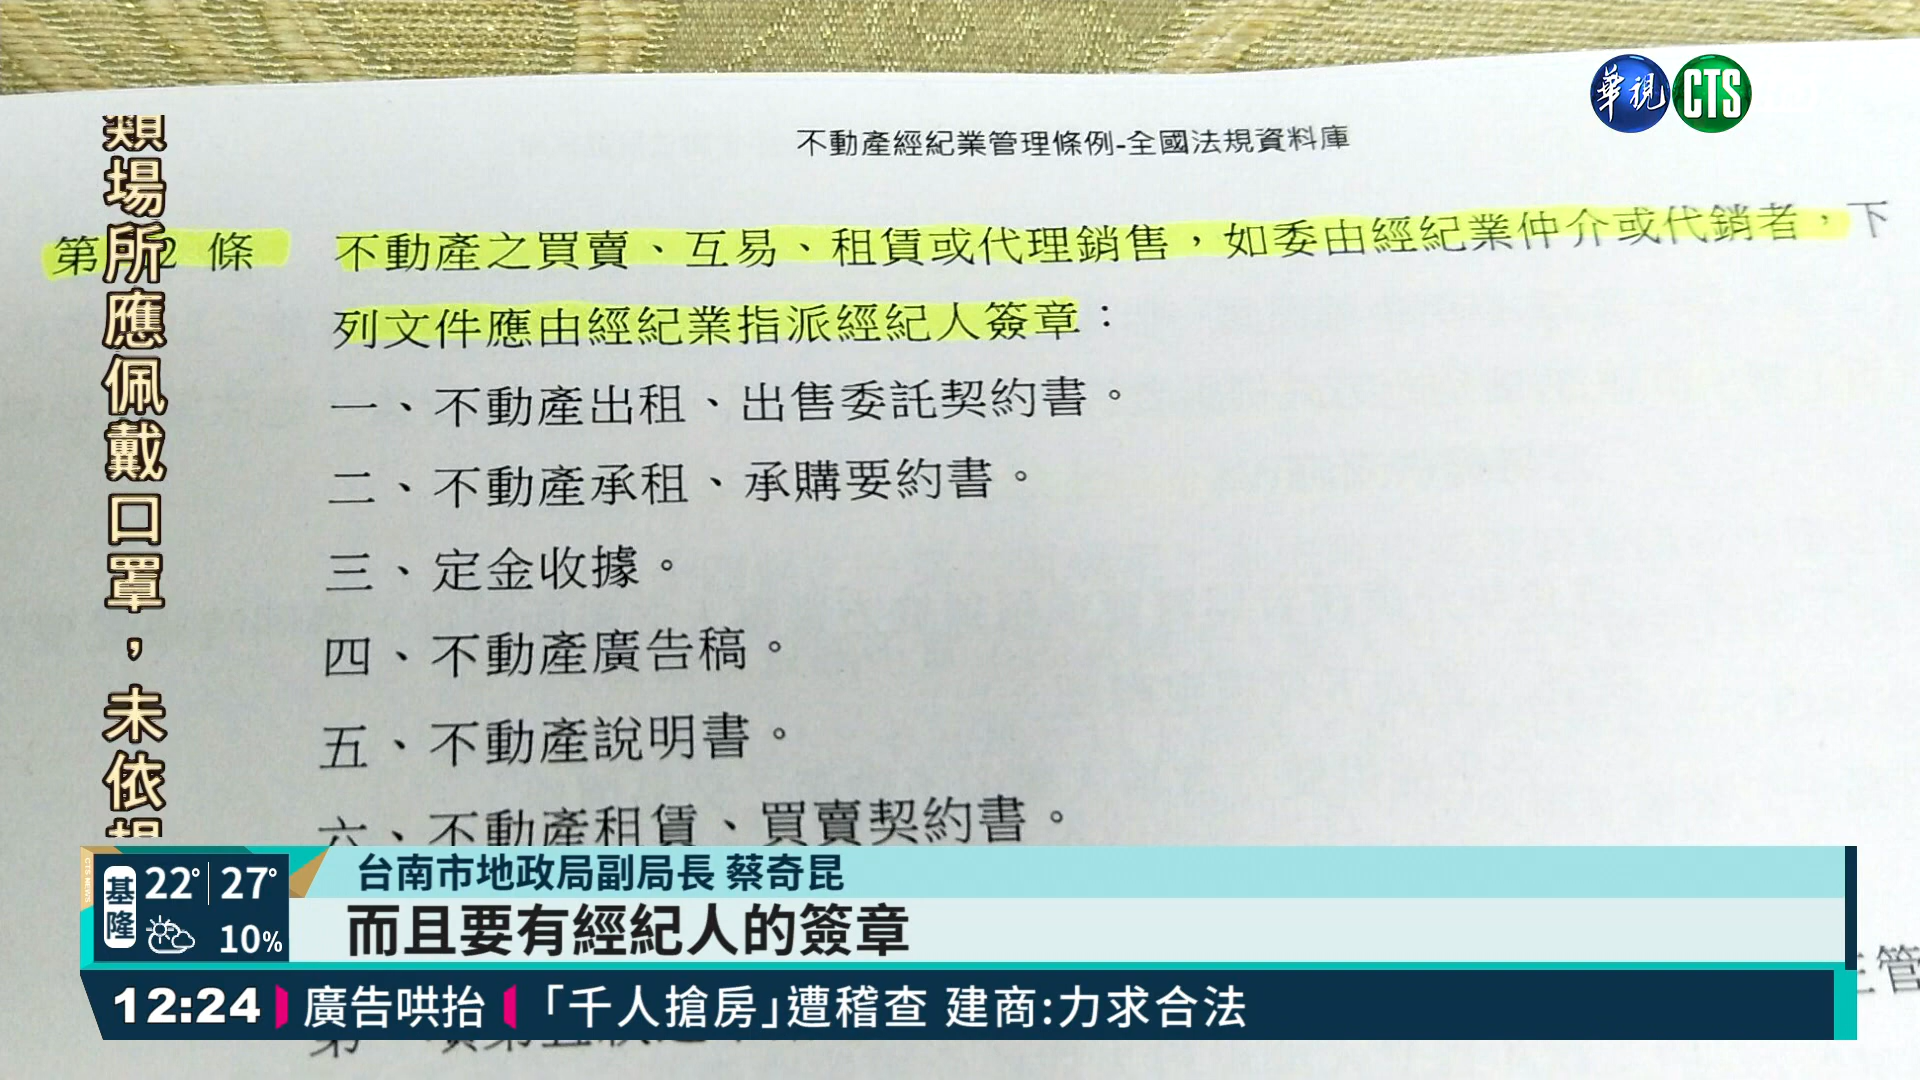 華視 CTS
不動產經紀業管理條例-全國法規資料庫
類場所應佩戴口罩，未依規
第 2 條
不動產之買賣、互易、租賃或代理銷售，如委由經紀業仲介或代銷者，下
列文件應由經紀業指派經紀人簽章：
一、不動產出租、出售委託契約書。
二、不動產承租、承購要約書。
三、定金收據。
四、不動產廣告稿。
五、不動產說明書。
六、不動產租賃、買賣契約書。
台南市地政局副局長 蔡奇昆
而且要有經紀人的簽章
基隆 22° 27°
10%
12:24 廣告哄抬 「千人搶房」遭稽查 建商:力求合法